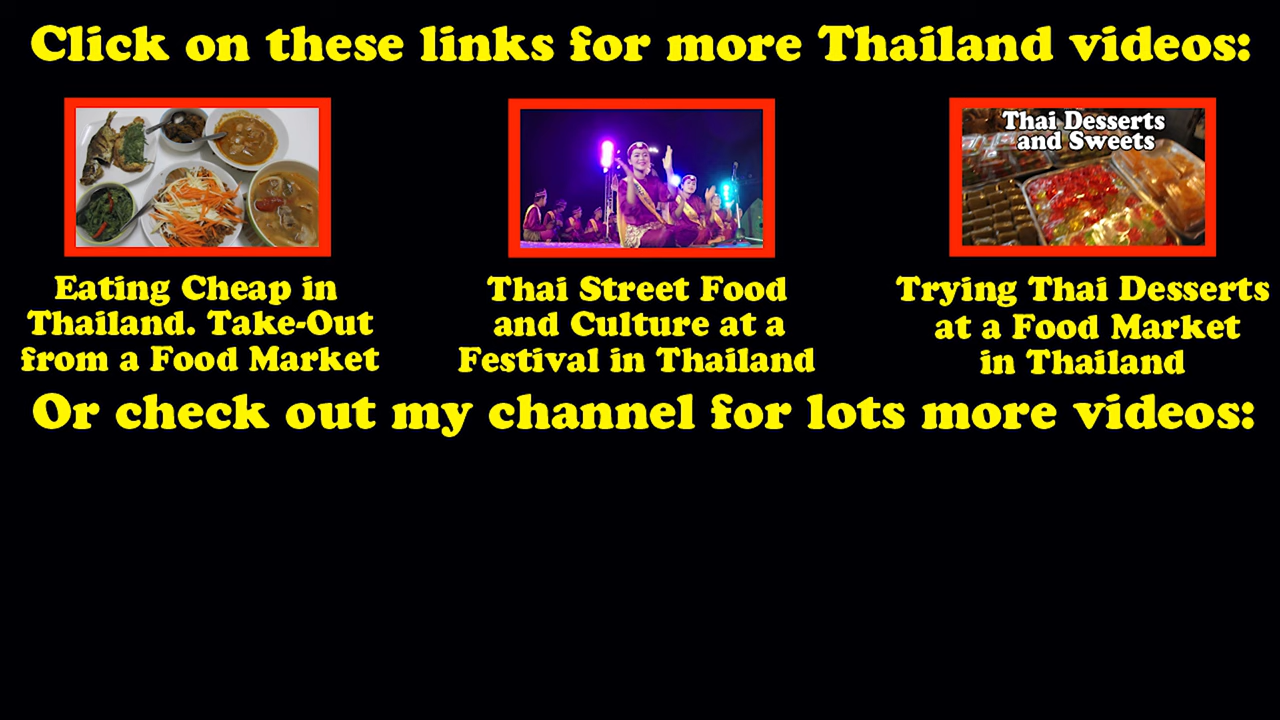 Click on these links for more Thailand videos:
Thai Desserts
and Sweets
Eating Cheap in
Thailand. Take-Out
from a Food Market
Thai Street Food
and Culture at a
Festival in Thailand
Trying Thai Desserts
at a Food Market
in Thailand
Or check out my channel for lots more videos: